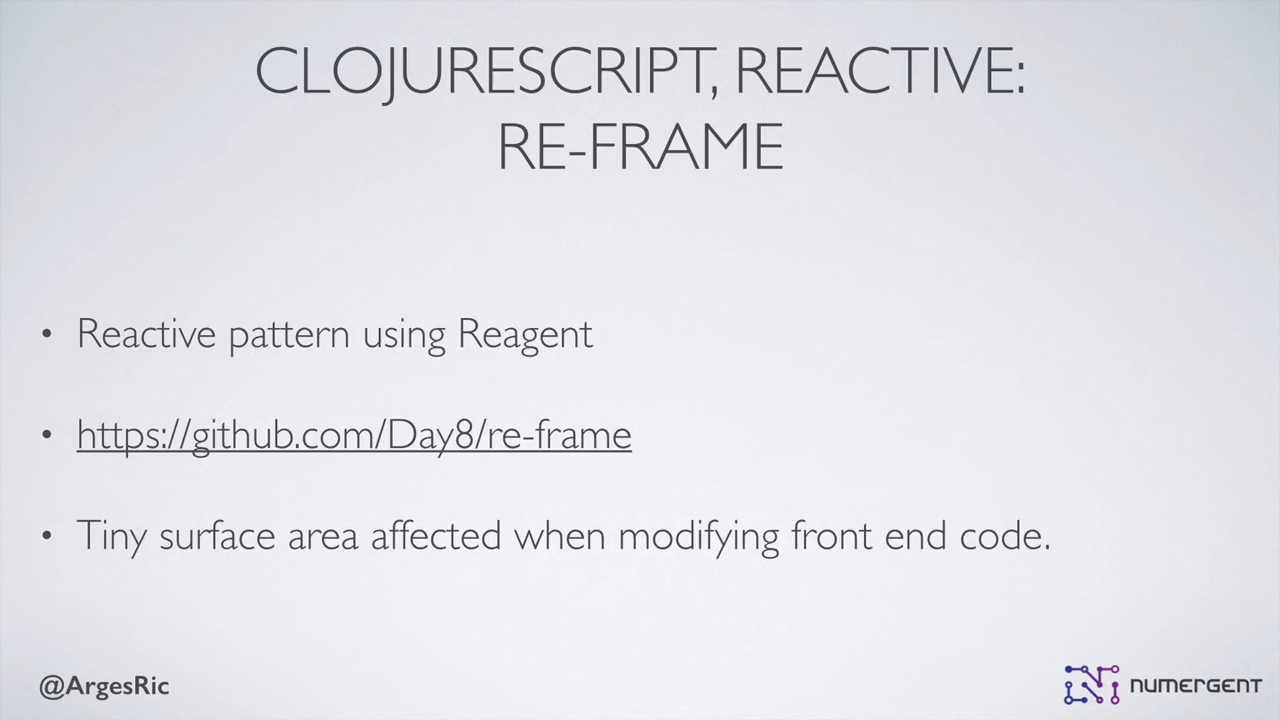 CLOJURESCRIPT, REACTIVE:
RE-FRAME
• Reactive pattern using Reagent
• https://github.com/Day8/re-frame
• Tiny surface area affected when modifying front end code.
@ArgesRic
NUMERGENT